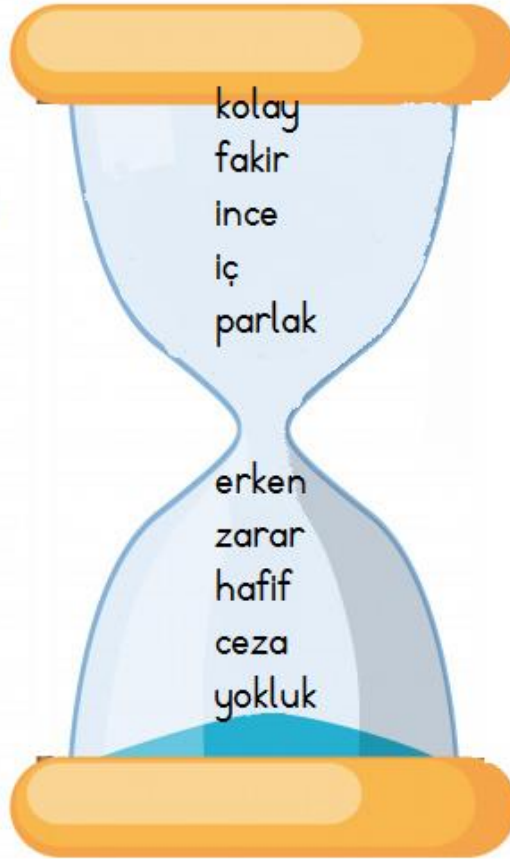 kolay
fakir
ince
iç
parlak
erken
zarar
hafif
ceza
yokluk